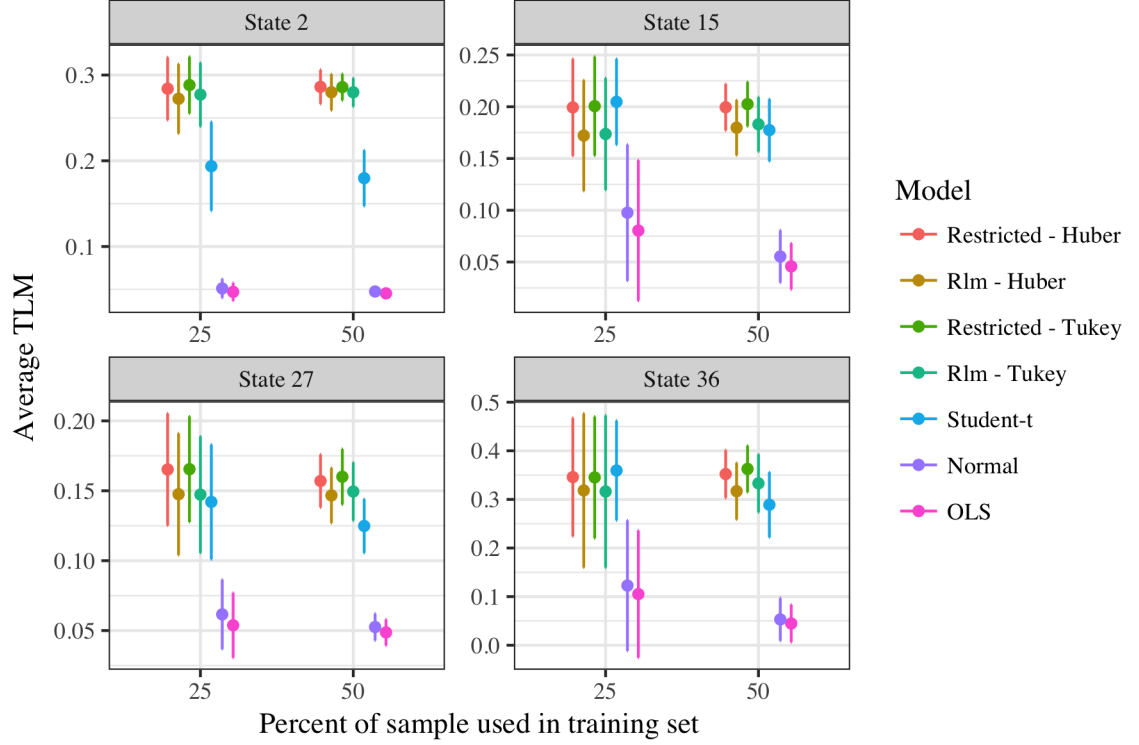 State 2
State 15
0.3
0.2
0.1
25
50
0.25
0.20
0.15
0.10
0.05
25
50
State 27
State 36
0.20
0.15
0.10
0.05
25
50
0.5
0.4
0.3
0.2
0.1
0.0
25
50
Average TLM
Percent of sample used in training set
Model
Restricted - Huber
Rlm - Huber
Restricted - Tukey
Rlm - Tukey
Student-t
Normal
OLS